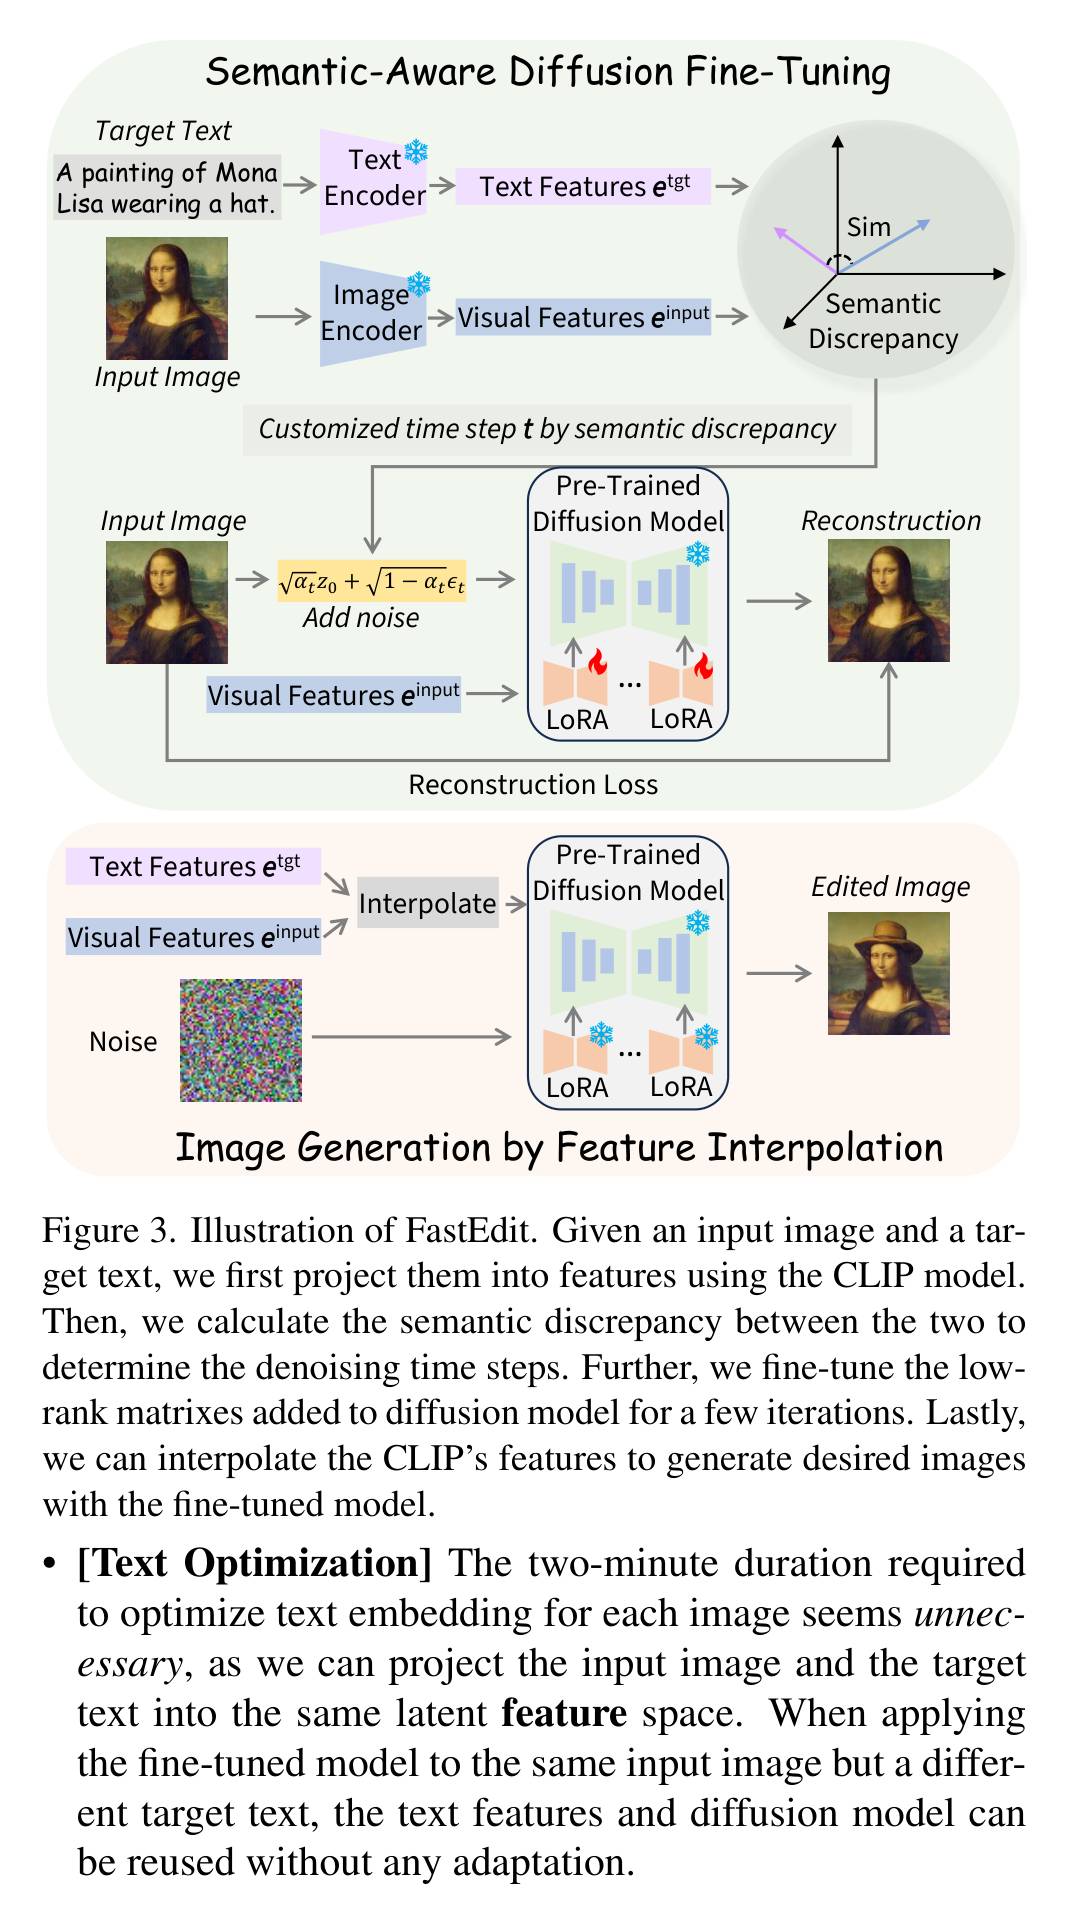 Semantic-Aware Diffusion Fine-Tuning
Target Text
A painting of Mona
Lisa wearing a hat.
Text
Encoder
Text Features e^tgt
Input Image
Image
Encoder
Visual Features e^input
Sim
Semantic
Discrepancy
Customized time step t by semantic discrepancy
Input Image
√α_t z_0 + √1 − α_t ϵ_t
Add noise
Visual Features e^input
Pre-Trained
Diffusion Model
LoRA
...
LoRA
Reconstruction
Reconstruction Loss
Text Features e^tgt
Visual Features e^input
Interpolate
Noise
Pre-Trained
Diffusion Model
LoRA
...
LoRA
Edited Image
Image Generation by Feature Interpolation
Figure 3. Illustration of FastEdit. Given an input image and a tar-
get text, we first project them into features using the CLIP model.
Then, we calculate the semantic discrepancy between the two to
determine the denoising time steps. Further, we fine-tune the low-
rank matrixes added to diffusion model for a few iterations. Lastly,
we can interpolate the CLIP's features to generate desired images
with the fine-tuned model.
• [Text Optimization] The two-minute duration required
to optimize text embedding for each image seems unnec-
essary, as we can project the input image and the target
text into the same latent feature space. When applying
the fine-tuned model to the same input image but a differ-
ent target text, the text features and diffusion model can
be reused without any adaptation.